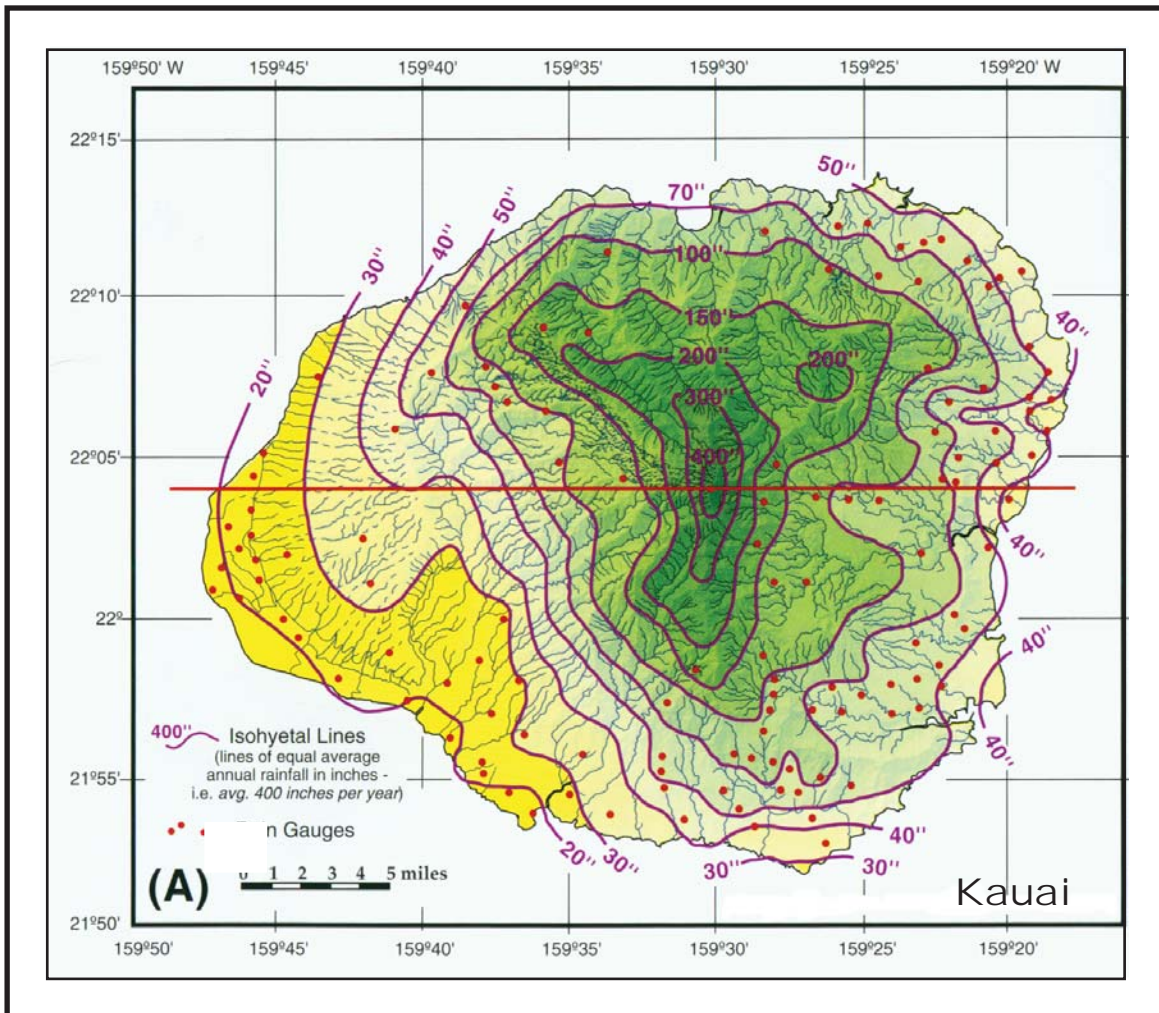 159º50' W 159º45' 159º40' 159º35' 159º30' 159º25' 159º20' W
22º15'
50"
70"
50"
40"
100"
30"
22º10'
40"
150"
20"
200"
200"
300"
22º05'
400"
40"
22º
40"
40"
400" Isohyetal Lines
(lines of equal average
annual rainfall in inches -
i.e. avg. 400 inches per year)
21º55'
Gauges
40"
20" 30" 30" 30"
(A)
0 1 2 3 4 5 miles
Kauai
21º50'
159º50' 159º45' 159º40' 159º35' 159º30' 159º25' 159º20'